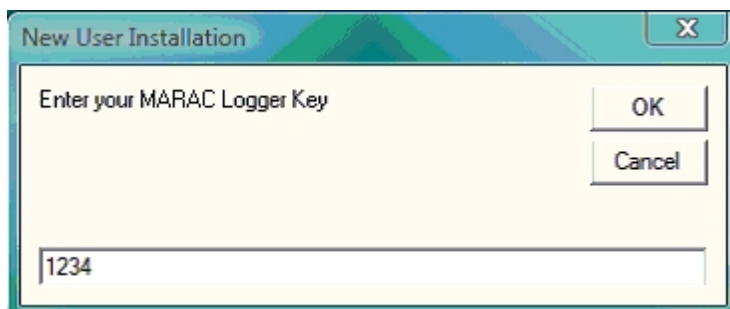 New User Installation
Enter your MARAC Logger Key
OK
Cancel
1234